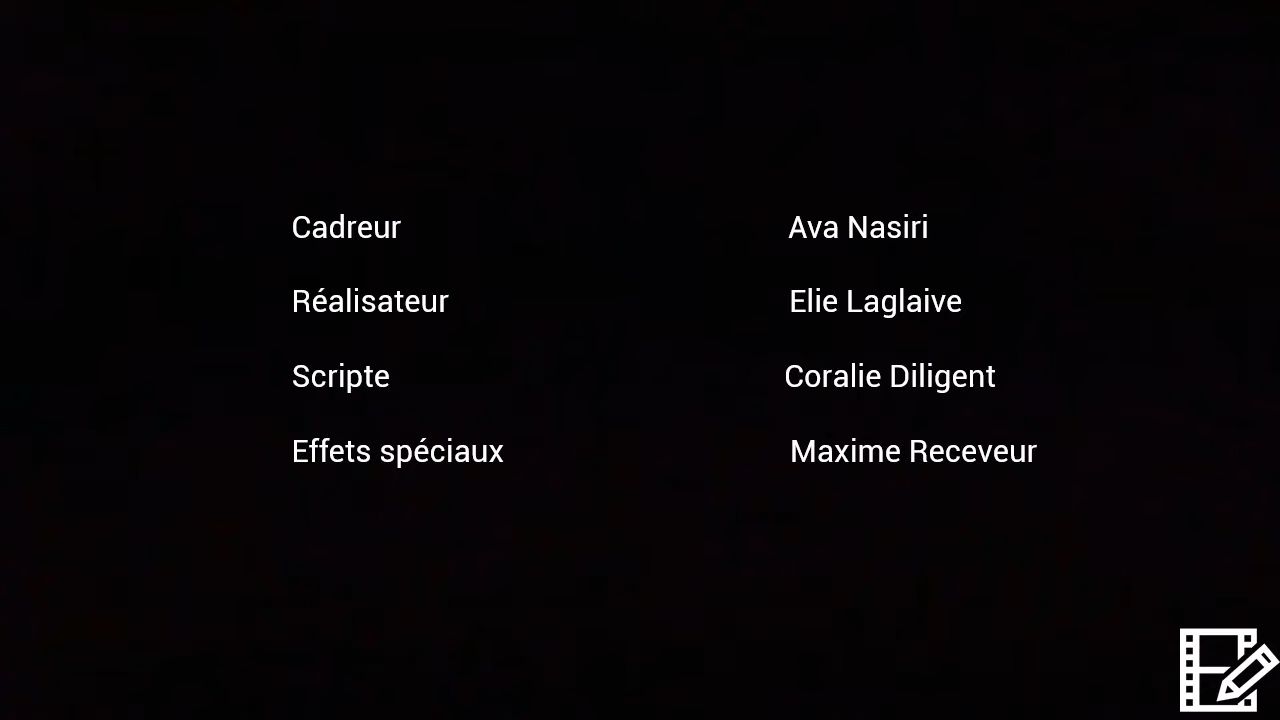 Cadreur Ava Nasiri
Réalisateur Elie Laglaive
Scripte Coralie Diligent
Effets spéciaux Maxime Receveur